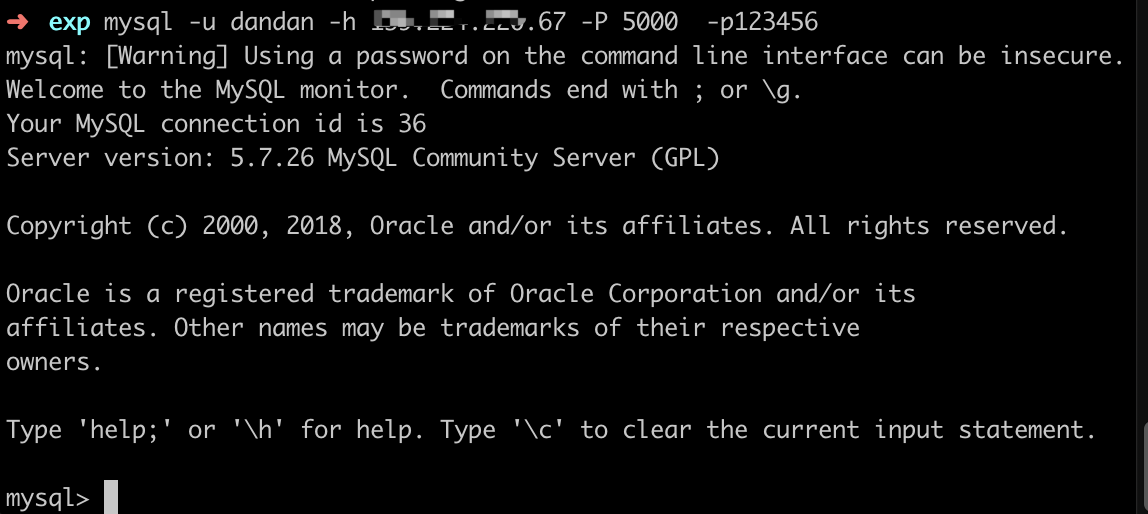 ➜ exp mysql -u dandan -h .67 -P 5000 -p123456
mysql: [Warning] Using a password on the command line interface can be insecure.
Welcome to the MySQL monitor.  Commands end with ; or \g.
Your MySQL connection id is 36
Server version: 5.7.26 MySQL Community Server (GPL)
Copyright (c) 2000, 2018, Oracle and/or its affiliates. All rights reserved.
Oracle is a registered trademark of Oracle Corporation and/or its
affiliates. Other names may be trademarks of their respective
owners.
Type 'help;' or '\h' for help. Type '\c' to clear the current input statement.
mysql>